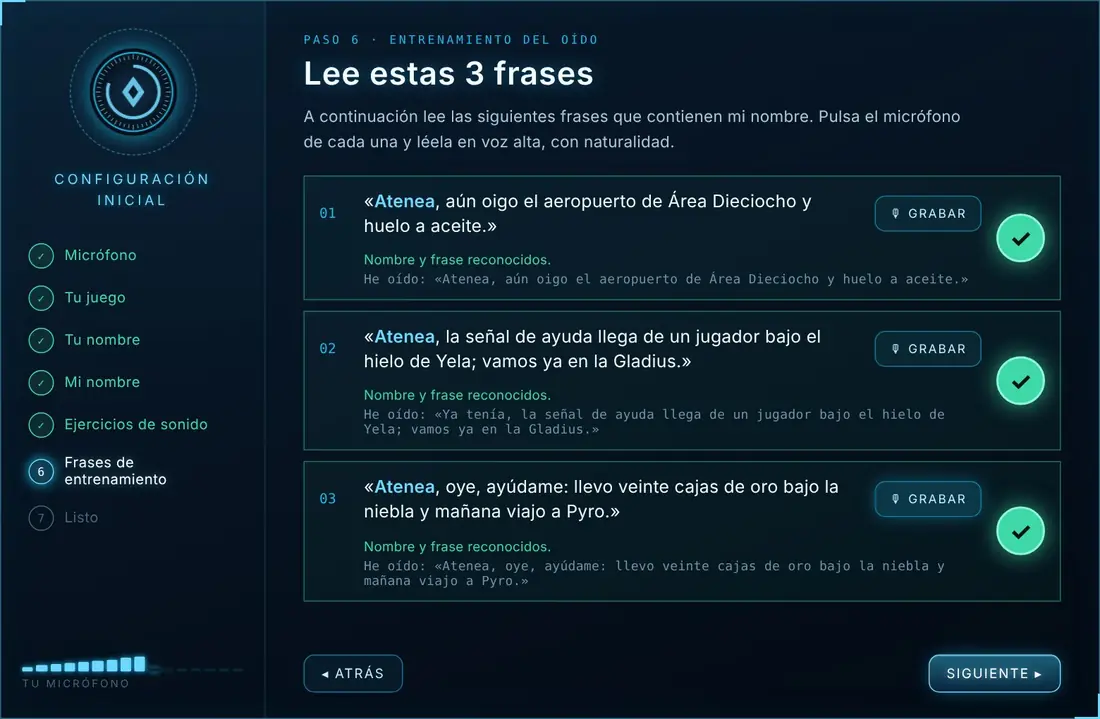 CONFIGURACIÓN
INICIAL
✓ Micrófono
✓ Tu juego
✓ Tu nombre
✓ Mi nombre
✓ Ejercicios de sonido
6 Frases de
entrenamiento
7 Listo
TU MICRÓFONO
PASO 6 · ENTRENAMIENTO DEL OÍDO
Lee estas 3 frases
A continuación lee las siguientes frases que contienen mi nombre. Pulsa el micrófono
de cada una y léela en voz alta, con naturalidad.
01
«Atenea, aún oigo el aeropuerto de Área Dieciocho y
huelo a aceite.»
GRABAR
Nombre y frase reconocidos.
He oído: «Atenea, aún oigo el aeropuerto de Área Dieciocho y huelo a aceite.»
02
«Atenea, la señal de ayuda llega de un jugador bajo el
hielo de Yela; vamos ya en la Gladius.»
GRABAR
Nombre y frase reconocidos.
He oído: «Ya tenía, la señal de ayuda llega de un jugador bajo el hielo de
Yela; vamos ya en la Gladius.»
03
«Atenea, oye, ayúdame: llevo veinte cajas de oro bajo la
niebla y mañana viajo a Pyro.»
GRABAR
Nombre y frase reconocidos.
He oído: «Atenea, oye, ayúdame: llevo veinte cajas de oro bajo la niebla y
mañana viajo a Pyro.»
◂ ATRÁS
SIGUIENTE ▸